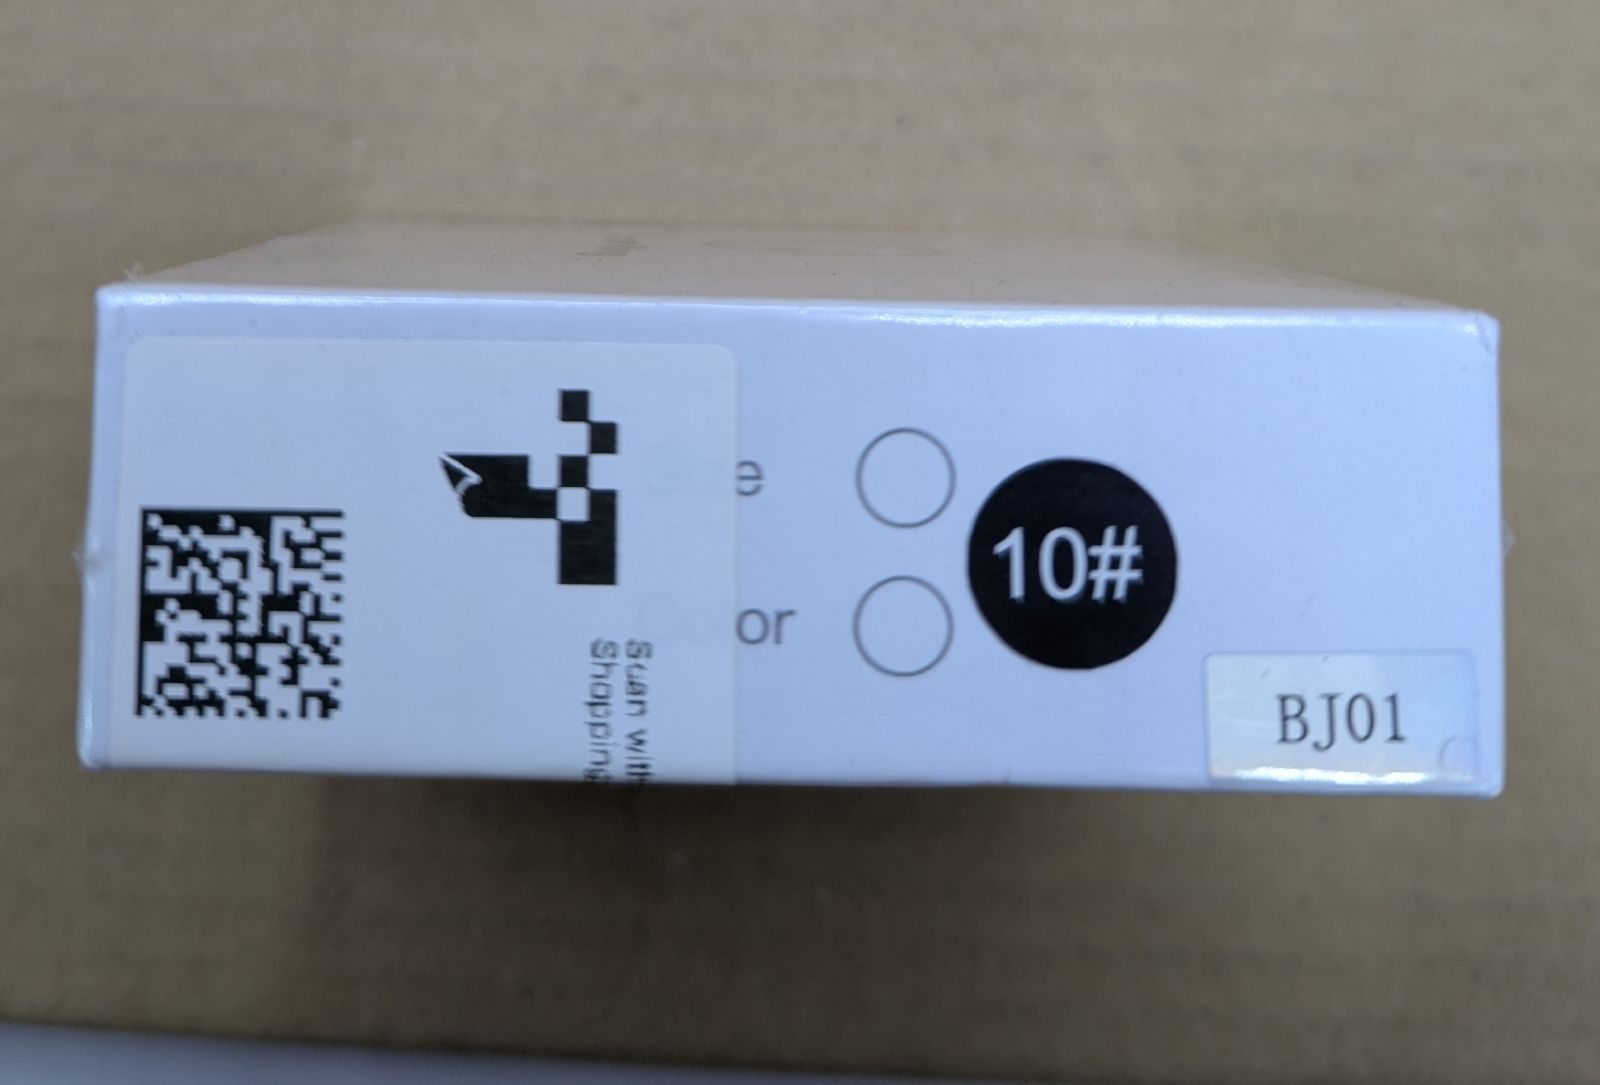 e
or
10#
BJ01
Scan with
Shopping